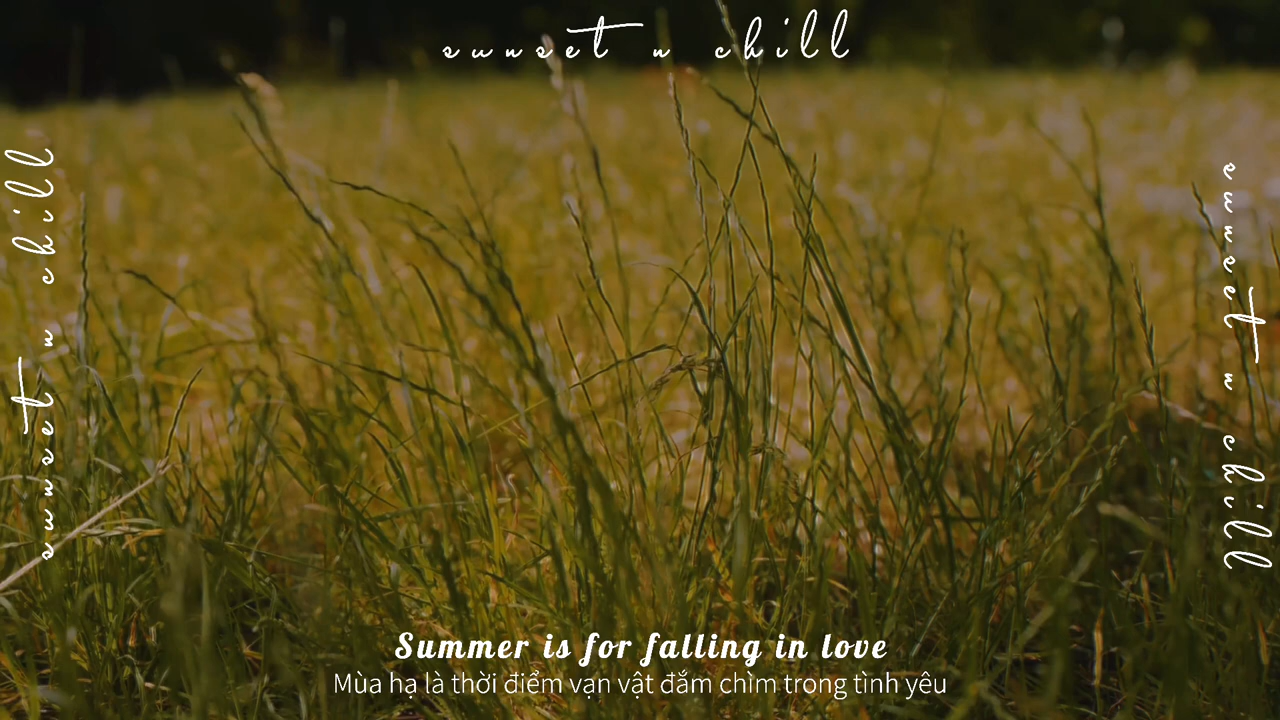 sunset n chill
sunset n chill
sunset n chill
Summer is for falling in love
Mùa hạ là thời điểm vạn vật đắm chìm trong tình yêu